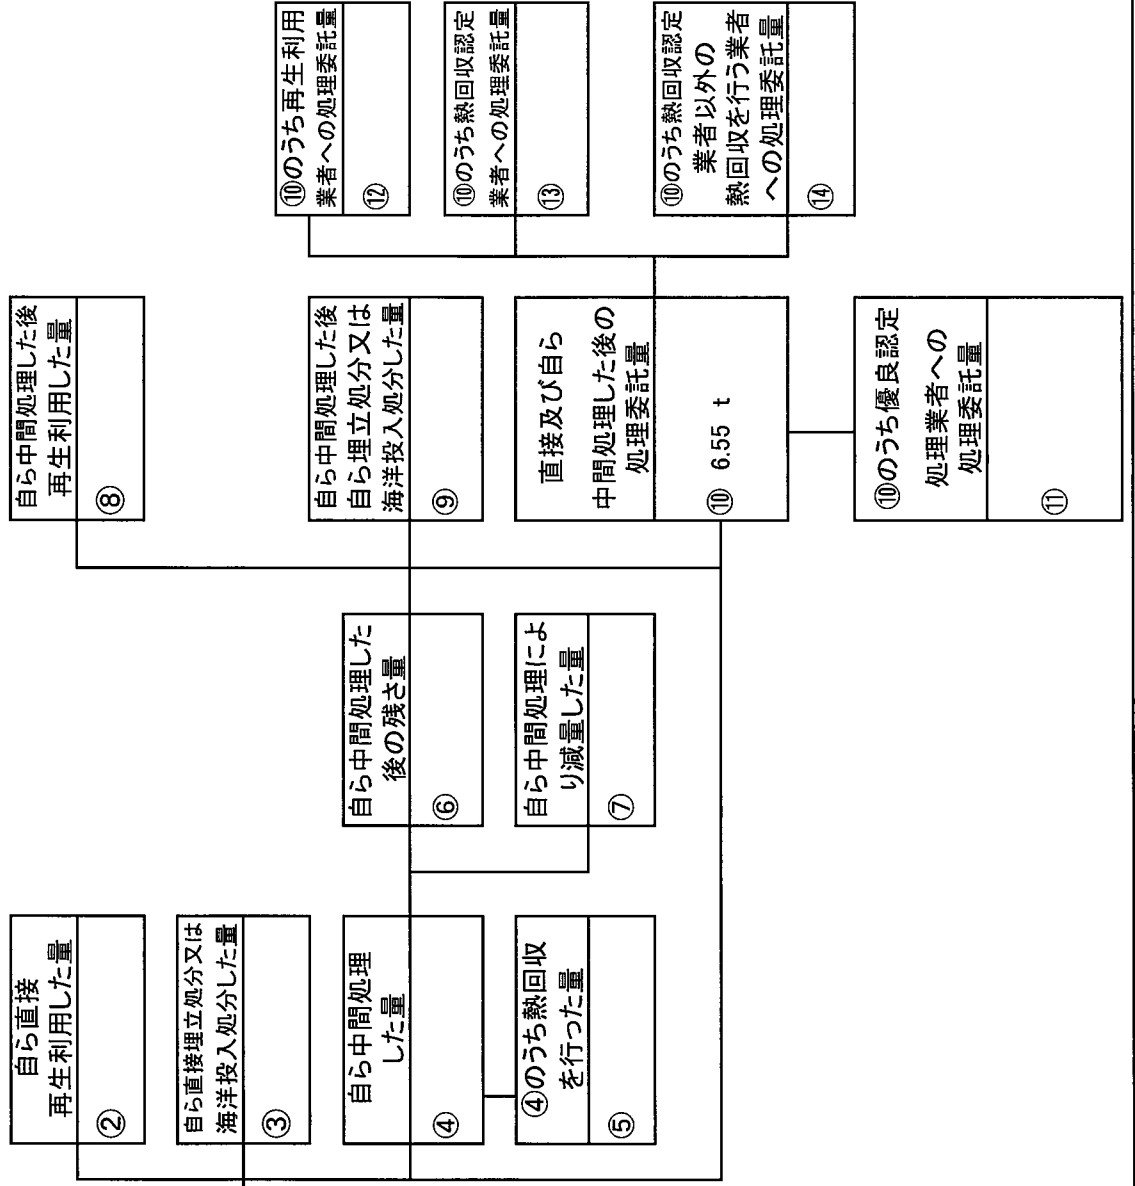 自ら直接
再生利用した量
②
自ら直接埋立処分又は
海洋投入処分した量
③
自ら中間処理
した量
④
④のうち熱回収
を行った量
⑤
自ら中間処理した
後の残さ量
⑥
自ら中間処理によ
り減量した量
⑦
自ら中間処理した後
再生利用した量
⑧
自ら中間処理した後
自ら埋立処分又は
海洋投入処分した量
⑨
直接及び自ら
中間処理した後の
処理委託量
⑩ 6.55 t
⑩のうち優良認定
処理業者への
処理委託量
⑪
⑩のうち再生利用
業者への処理委託量
⑫
⑩のうち熱回収認定
業者への処理委託量
⑬
⑩のうち熱回収認定
業者以外の
熱回収を行う業者
への処理委託量
⑭